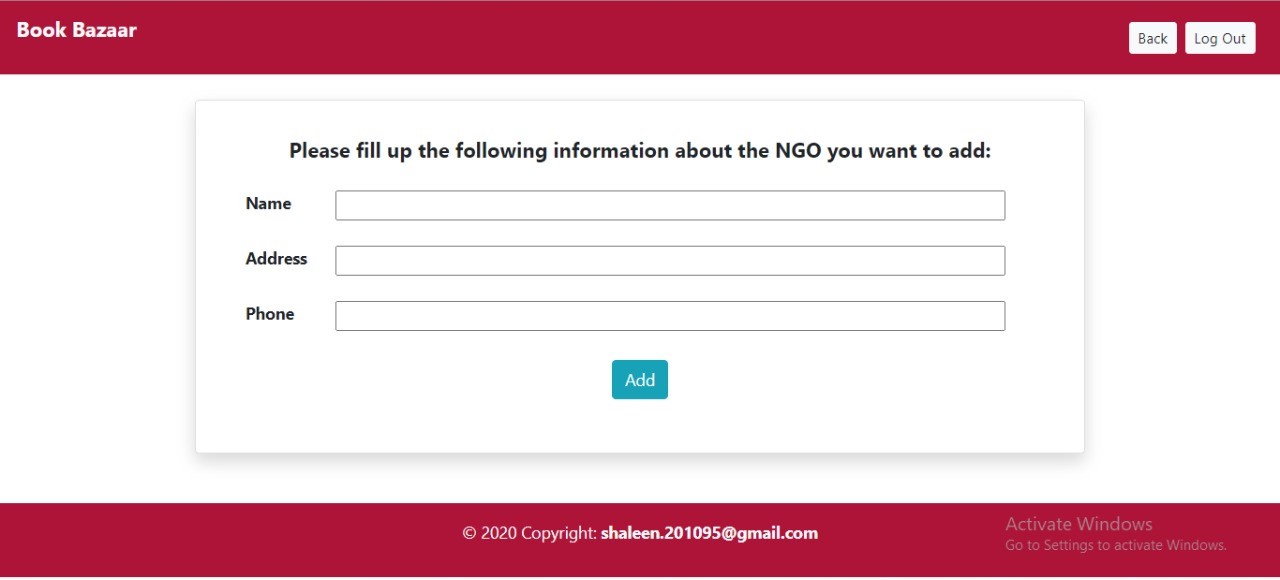 Book Bazaar
Back
Log Out
Please fill up the following information about the NGO you want to add:
Name
Address
Phone
Add
© 2020 Copyright: shaleen.201095@gmail.com
Activate Windows
Go to Settings to activate Windows.